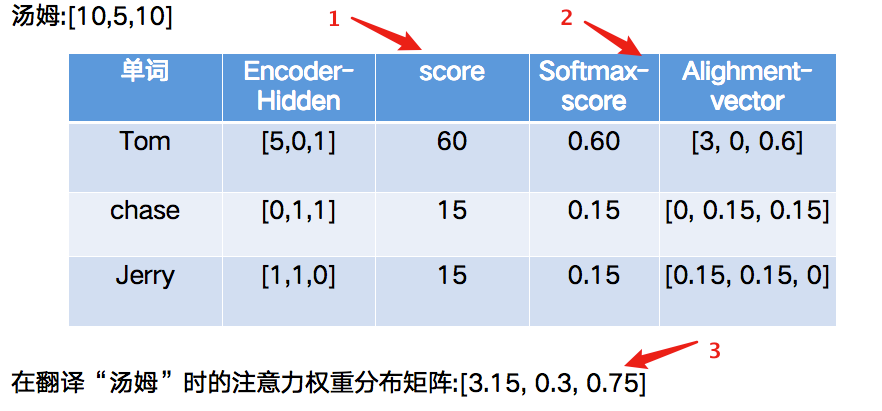 汤姆:[10,5,10]
1
2
单词 Encoder-Hidden score Softmax-score Alighment-vector
Tom [5,0,1] 60 0.60 [3, 0, 0.6]
chase [0,1,1] 15 0.15 [0, 0.15, 0.15]
Jerry [1,1,0] 15 0.15 [0.15, 0.15, 0]
3
在翻译“汤姆”时的注意力权重分布矩阵:[3.15, 0.3, 0.75]